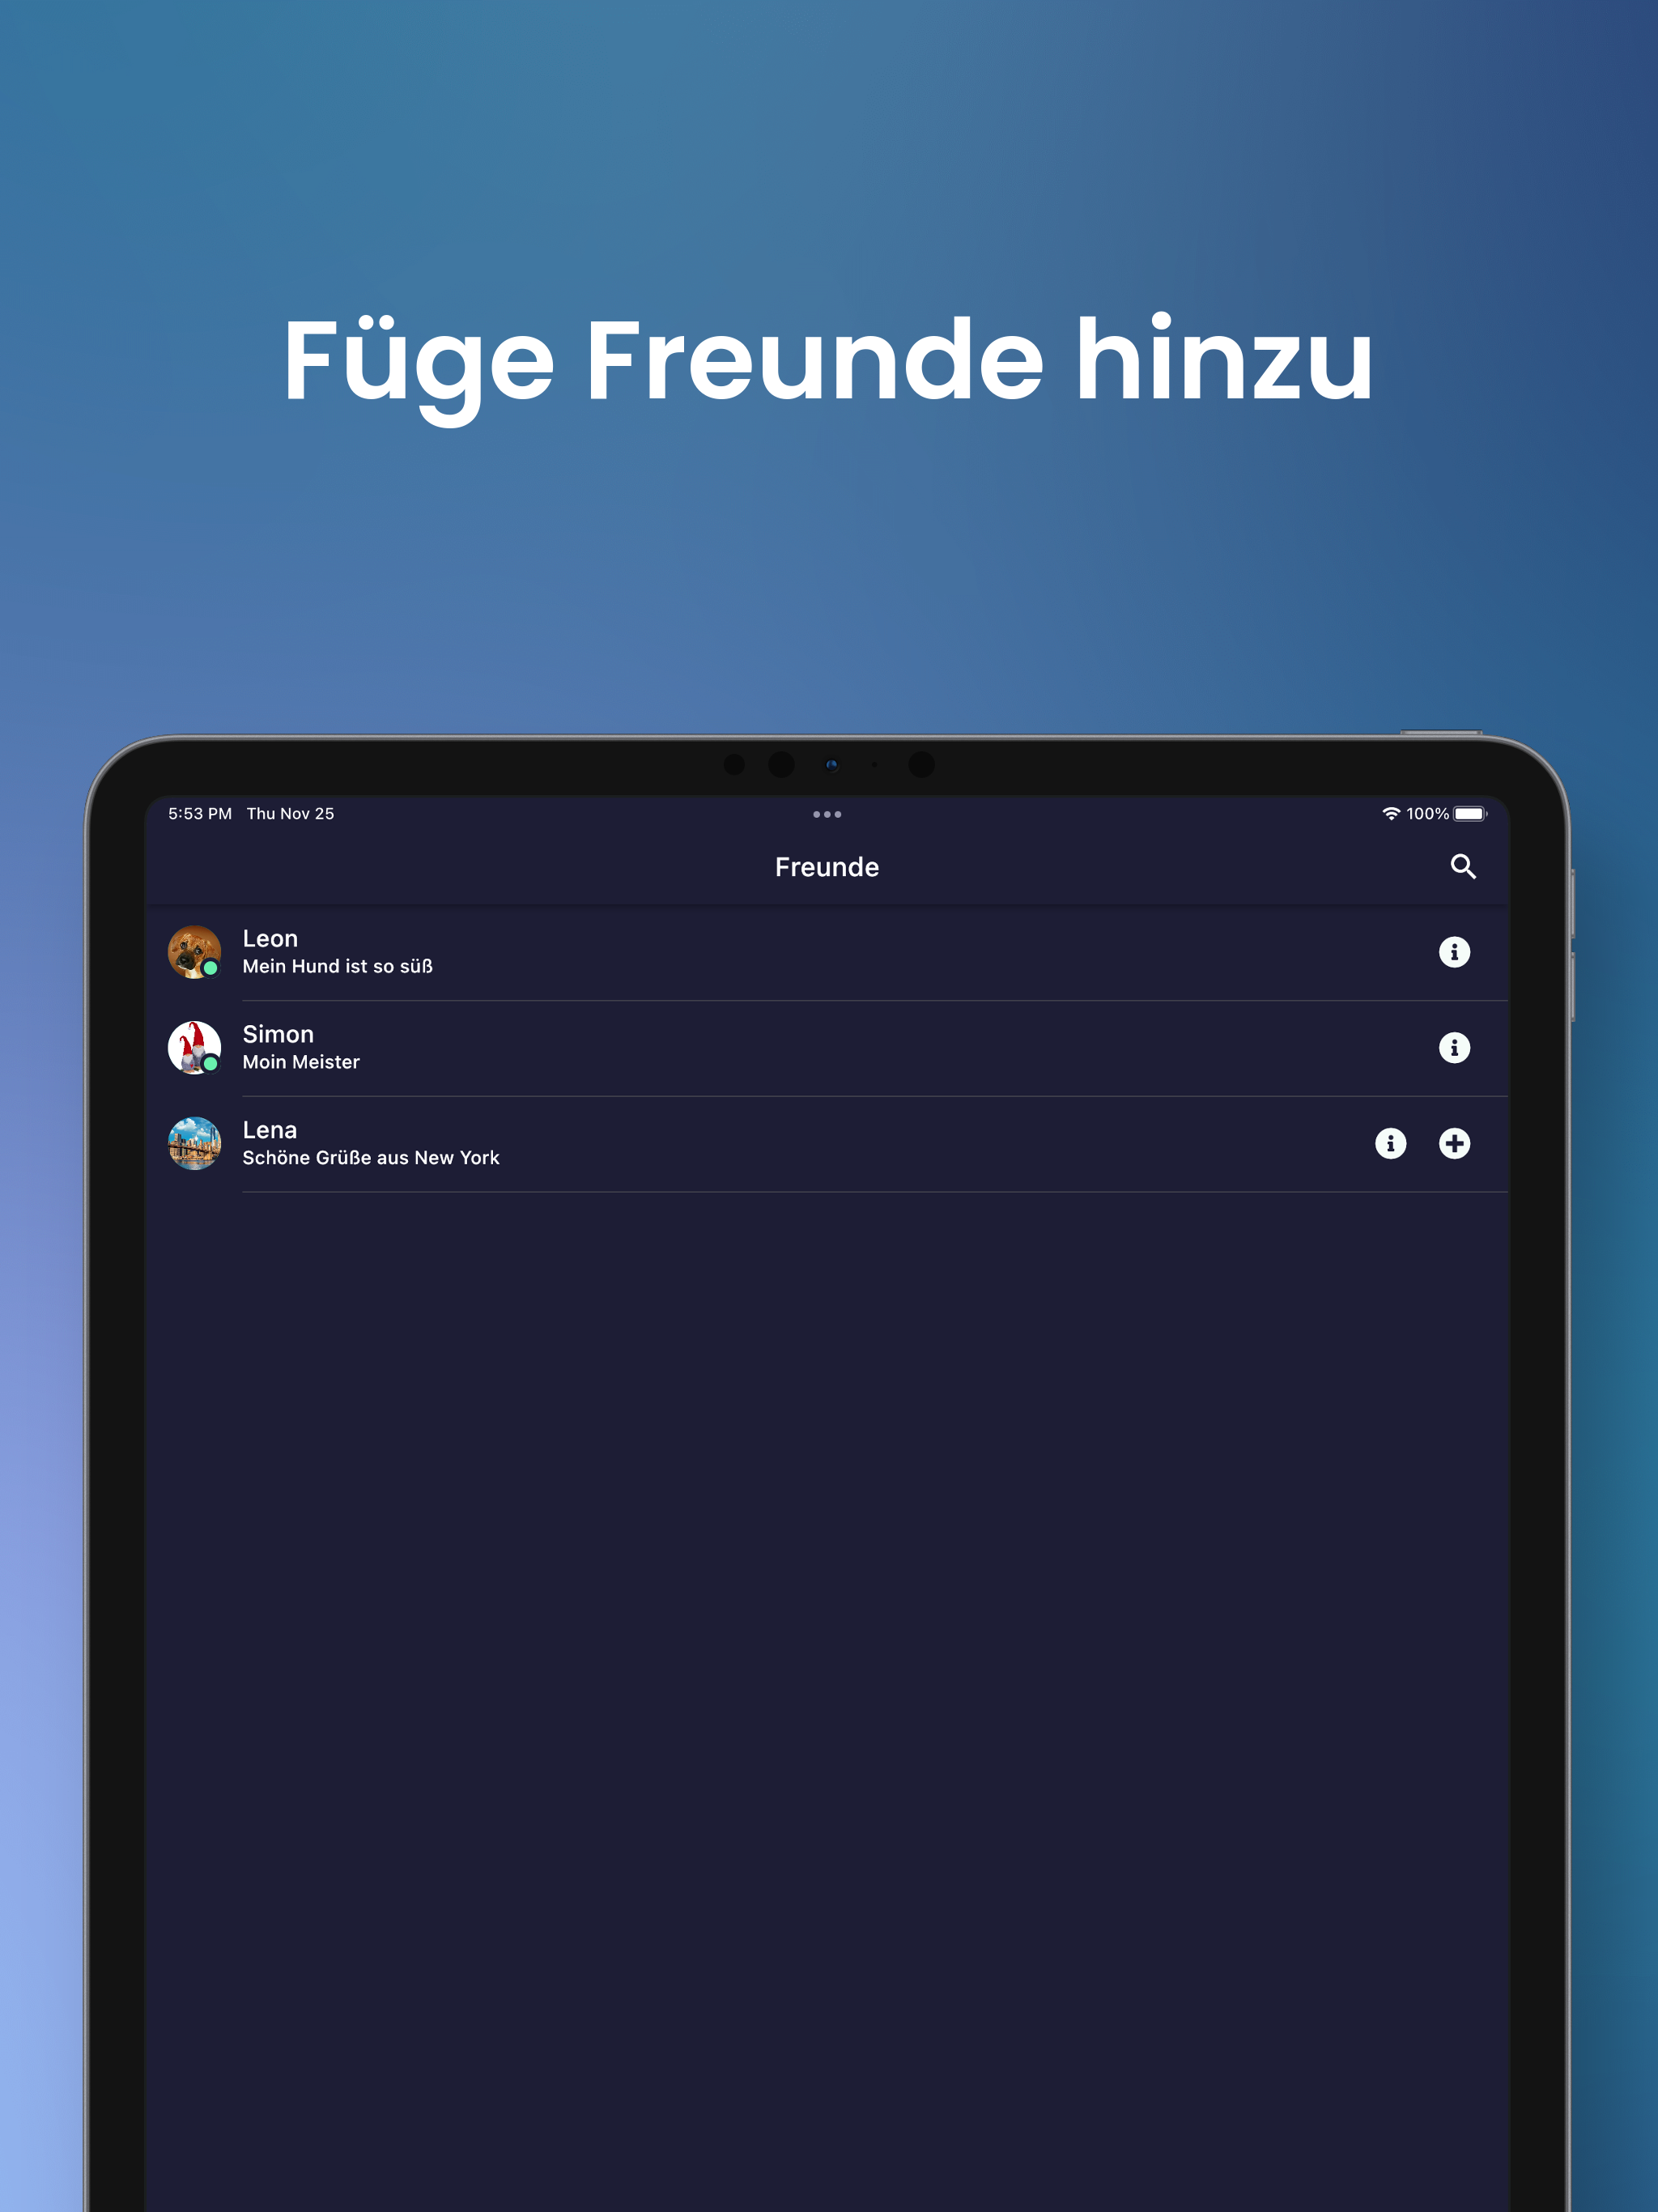 Füge Freunde hinzu
5:53 PM Thu Nov 25
100%
Freunde
Leon
Mein Hund ist so süß
Simon
Moin Meister
Lena
Schöne Grüße aus New York